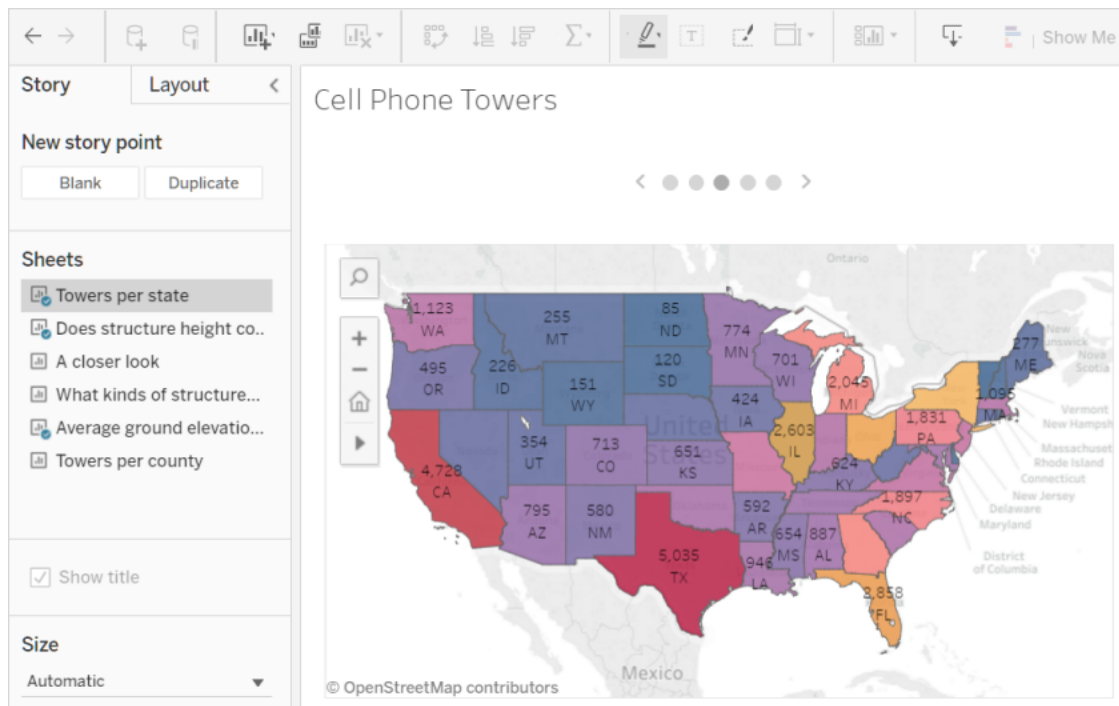 Show Me
Story
Layout
New story point
Blank
Duplicate
Sheets
Towers per state
Does structure height co..
A closer look
What kinds of structure...
Average ground elevatio...
Towers per county
Show title
Size
Automatic
Cell Phone Towers
Ontario
1,123
WA
255
MT
85
ND
774
MN
277
ME
New
Nova
Scotia
495
OR
226
ID
151
WY
120
SD
701
WI
2,045
MI
1,095
MA
Vermont
New Hampsh
Massachuset
Rhode Island
Connecticut
New Jersey
Delaware
Maryland
District
of Columbia
424
IA
2,603
IL
1,831
PA
4,728
CA
354
UT
713
CO
United
States
651
KS
624
KY
1,897
NC
795
AZ
580
NM
592
AR
654
MS
887
AL
5,035
TX
946
LA
2,858
FL
Mexico
© OpenStreetMap contributors